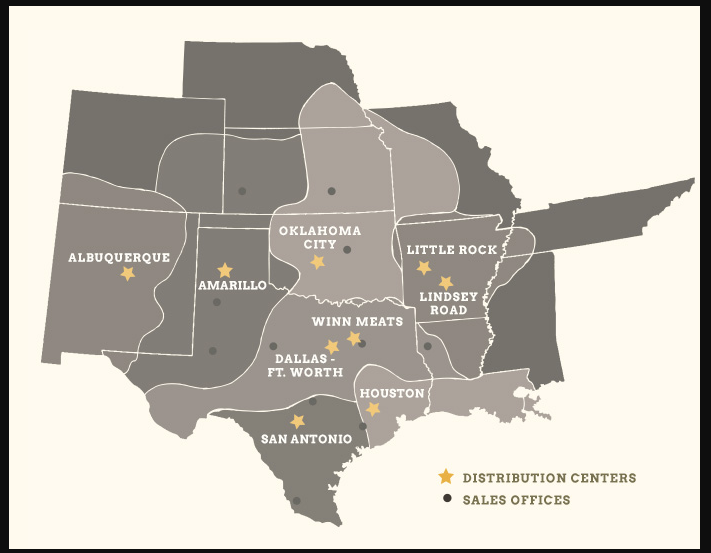 OKLAHOMA
CITY
ALBUQUERQUE
LITTLE ROCK
AMARILLO
LINDSEY
ROAD
WINN MEATS
DALLAS -
FT. WORTH
HOUSTON
SAN ANTONIO
DISTRIBUTION CENTERS
SALES OFFICES